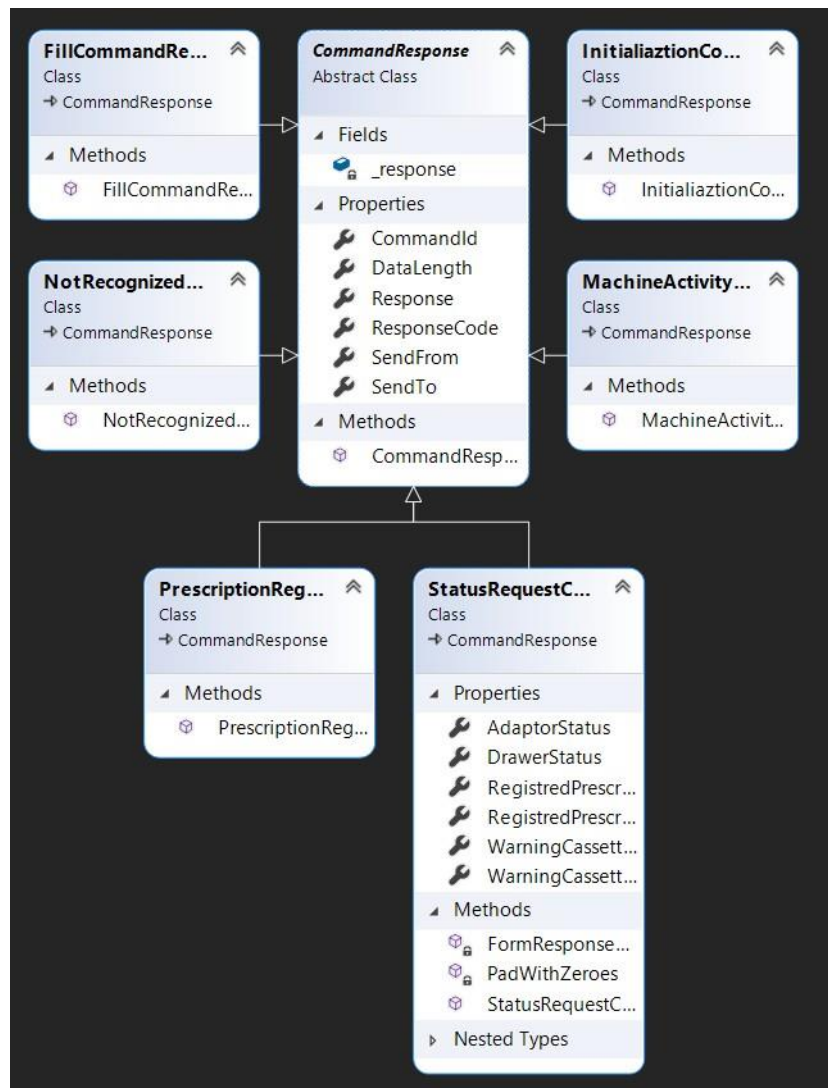 FillCommandRe...
Class
CommandResponse
Methods
FillCommandRe...
CommandResponse
Abstract Class
Fields
_response
Properties
CommandId
DataLength
Response
ResponseCode
SendFrom
SendTo
Methods
CommandResp...
InitialiaztionCo...
Class
CommandResponse
Methods
InitialiaztionCo...
NotRecognized...
Class
CommandResponse
Methods
NotRecognized...
MachineActivity...
Class
CommandResponse
Methods
MachineActivit...
PrescriptionReg...
Class
CommandResponse
Methods
PrescriptionReg...
StatusRequestC...
Class
CommandResponse
Properties
AdaptorStatus
DrawerStatus
RegistredPrescr...
RegistredPrescr...
WarningCassett...
WarningCassett...
Methods
FormResponse...
PadWithZeroes
StatusRequestC...
Nested Types